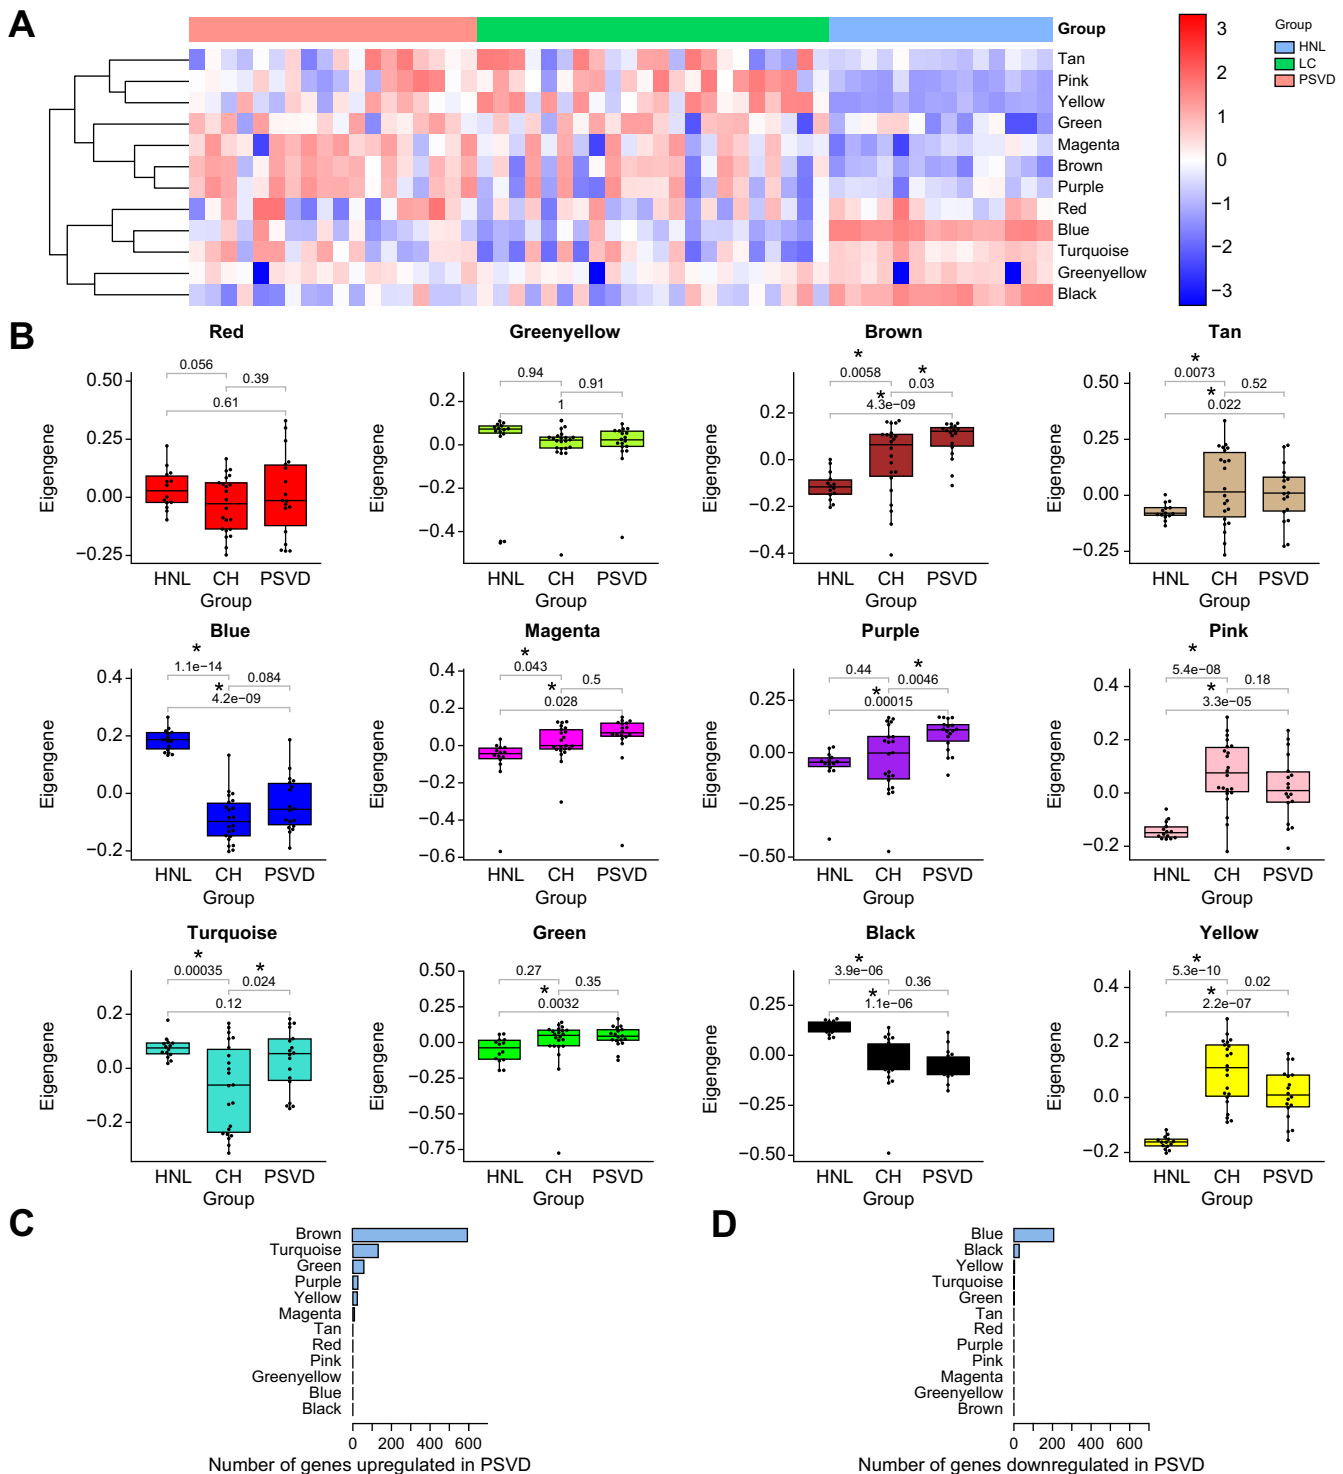 A
Group
Tan
Pink
Yellow
Green
Magenta
Brown
Purple
Red
Blue
Turquoise
Greenyellow
Black
3
2
1
0
−1
−2
−3
Group
HNL
LC
PSVD
B
Red
0.056
0.39
0.61
0.50
0.25
0.00
−0.25
Eigengene
HNL CH PSVD
Group
Greenyellow
0.94
0.91
1
0.2
0.0
−0.2
−0.4
Eigengene
HNL CH PSVD
Group
Brown
*
0.0058
*
0.03
*
4.3e−09
0.2
0.0
−0.2
−0.4
Eigengene
HNL CH PSVD
Group
Tan
*
0.0073
*
0.52
0.022
0.50
0.25
0.00
−0.25
Eigengene
HNL CH PSVD
Group
Blue
*
1.1e−14
*
0.084
4.2e−09
0.4
0.2
0.0
−0.2
Eigengene
HNL CH PSVD
Group
Magenta
*
0.043
*
0.5
0.028
0.4
0.2
0.0
−0.2
−0.4
−0.6
Eigengene
HNL CH PSVD
Group
Purple
0.44
*
0.0046
*
0.00015
0.25
0.00
−0.25
−0.50
Eigengene
HNL CH PSVD
Group
Pink
*
5.4e−08
*
0.18
3.3e−05
0.4
0.2
0.0
−0.2
Eigengene
HNL CH PSVD
Group
Turquoise
*
0.00035
*
0.024
0.12
0.2
0.0
−0.2
Eigengene
HNL CH PSVD
Group
Green
0.27
*
0.35
0.0032
0.50
0.25
0.00
−0.25
−0.50
−0.75
Eigengene
HNL CH PSVD
Group
Black
*
3.9e−06
*
0.36
1.1e−06
0.25
0.00
−0.25
−0.50
Eigengene
HNL CH PSVD
Group
Yellow
*
5.3e−10
*
0.02
2.2e−07
0.4
0.2
0.0
−0.2
Eigengene
HNL CH PSVD
Group
C
Brown
Turquoise
Green
Purple
Yellow
Magenta
Tan
Red
Pink
Greenyellow
Blue
Black
0 200 400 600
Number of genes upregulated in PSVD
D
Blue
Black
Yellow
Turquoise
Green
Tan
Red
Purple
Pink
Magenta
Greenyellow
Brown
0 200 400 600
Number of genes downregulated in PSVD